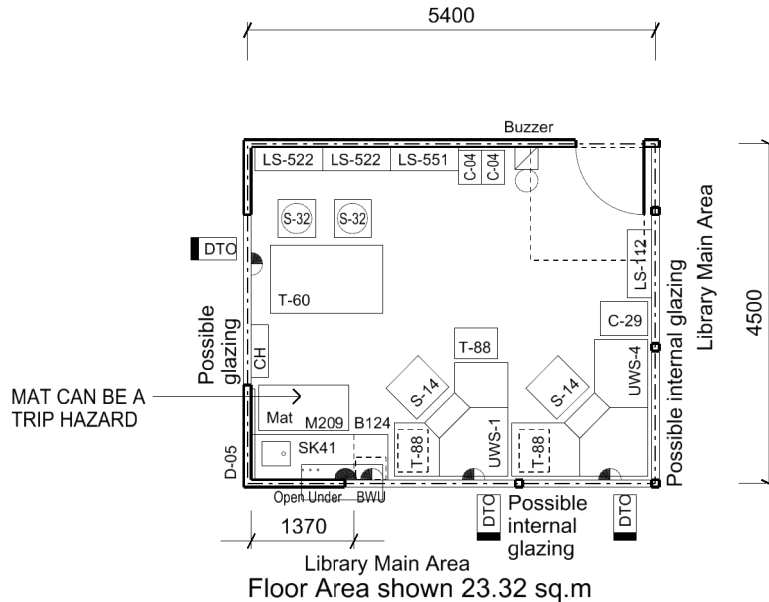 5400
Buzzer
LS-522
LS-522
LS-551
C-04
C-04
S-32
S-32
DTO
T-60
LS-112
Library Main Area
4500
Possible
glazing
CH
C-29
Possible internal glazing
T-88
UWS-4
MAT CAN BE A
TRIP HAZARD
S-14
S-14
Mat
M209
B124
SK41
T-88
UWS-1
T-88
D-05
Open Under
BWU
DTO
Possible
internal
glazing
DTO
1370
Library Main Area
Floor Area shown 23.32 sq.m